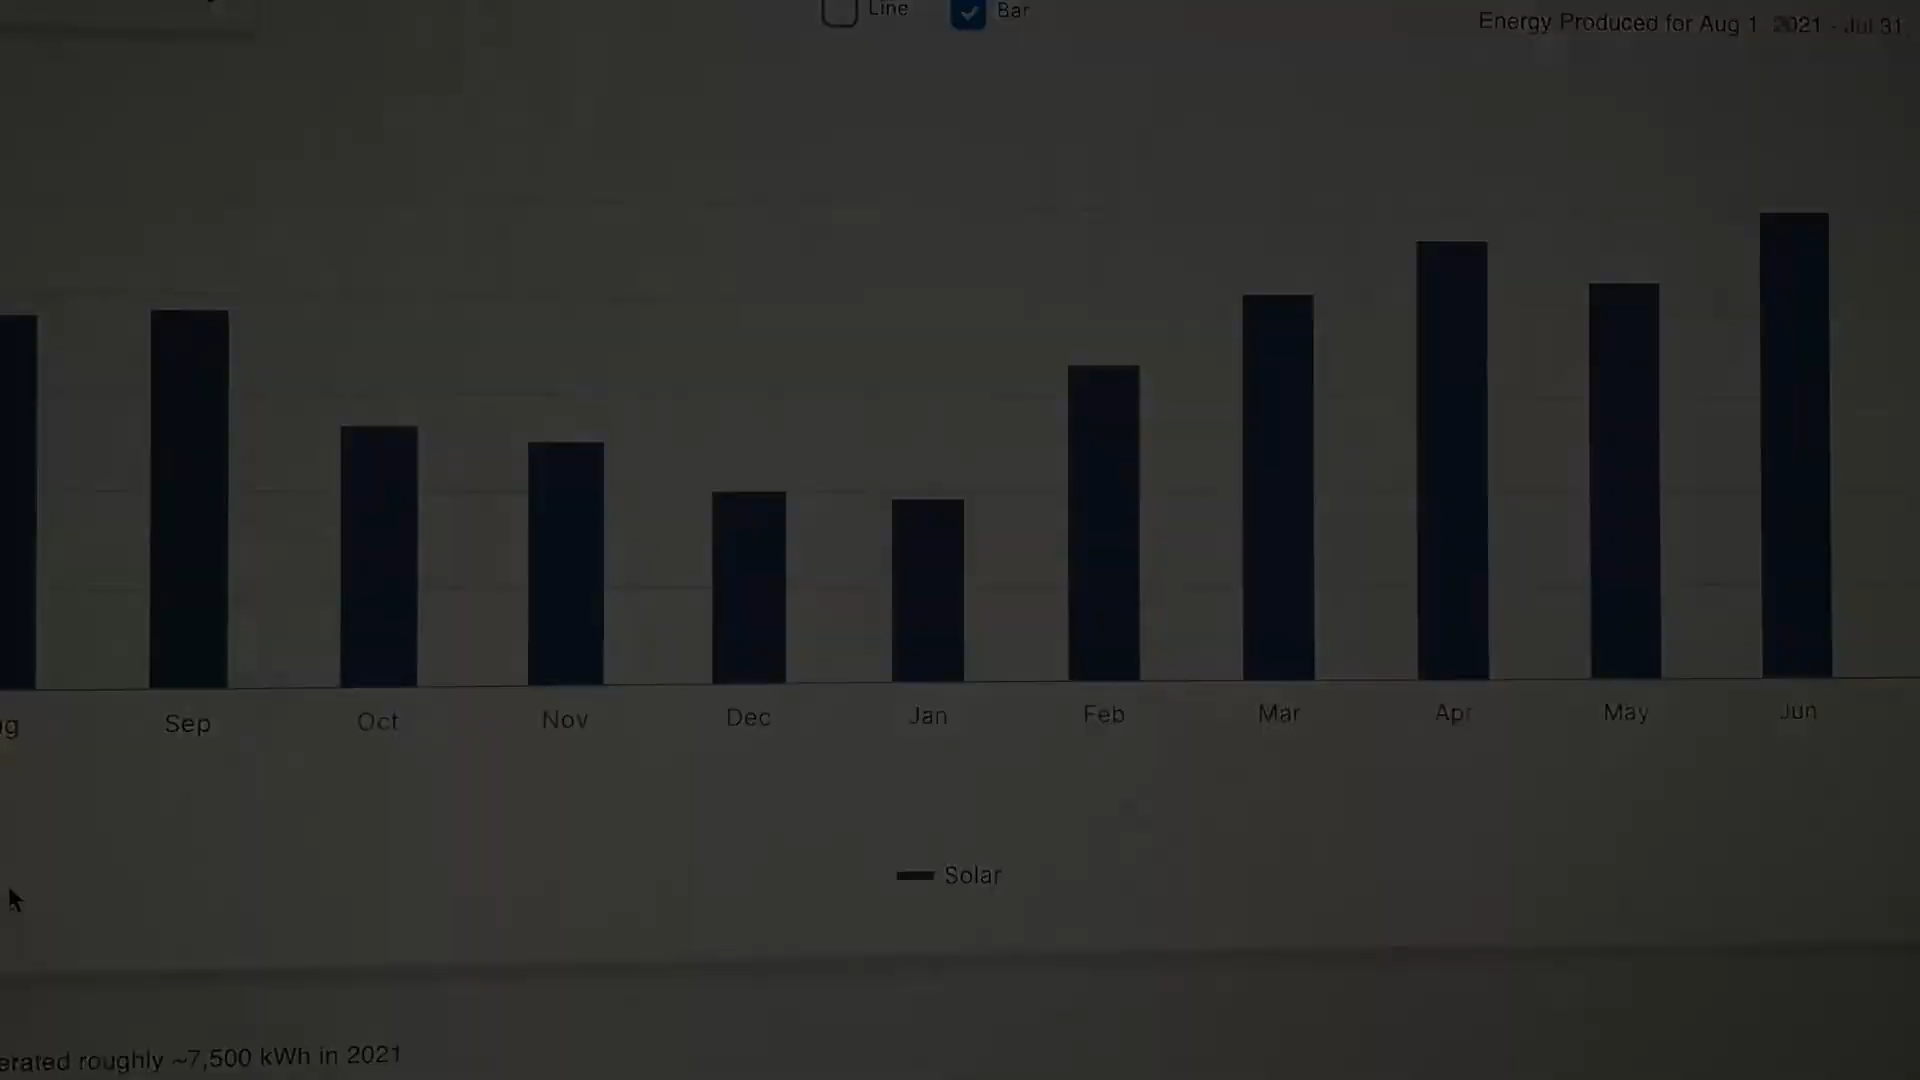 Line
Bar
Energy Produced for Aug 1 2021 - Jul 31
Sep
Oct
Nov
Dec
Jan
Feb
Mar
Apr
May
Jun
Solar
roughly ~7,500 kWh in 2021